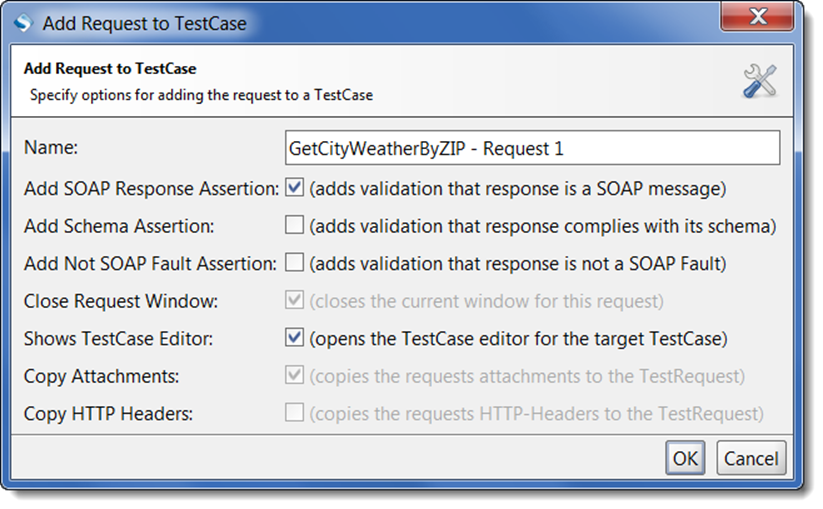 Add Request to TestCase
Add Request to TestCase
Specify options for adding the request to a TestCase
Name: GetCityWeatherByZIP - Request 1
Add SOAP Response Assertion: (adds validation that response is a SOAP message)
Add Schema Assertion: (adds validation that response complies with its schema)
Add Not SOAP Fault Assertion: (adds validation that response is not a SOAP Fault)
Close Request Window: (closes the current window for this request)
Shows TestCase Editor: (opens the TestCase editor for the target TestCase)
Copy Attachments: (copies the requests attachments to the TestRequest)
Copy HTTP Headers: (copies the requests HTTP-Headers to the TestRequest)
OK Cancel